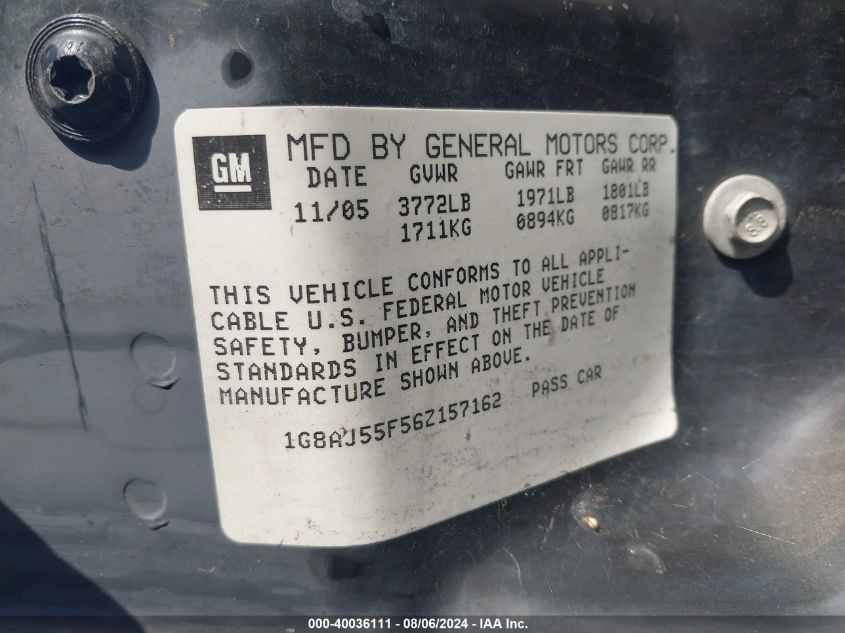 GM
MFD BY GENERAL MOTORS CORP.
DATE GVWR GAWR FRT GAWR RR
11/05 3772LB 1971LB 1801LB
1711KG 0894KG 0817KG
THIS VEHICLE CONFORMS TO ALL APPLI-
CABLE U.S. FEDERAL MOTOR VEHICLE
SAFETY, BUMPER, AND THEFT PREVENTION
STANDARDS IN EFFECT ON THE DATE OF
MANUFACTURE SHOWN ABOVE.
1G8AJ55F56Z157162 PASS CAR
000-40036111 - 08/06/2024 - IAA Inc.